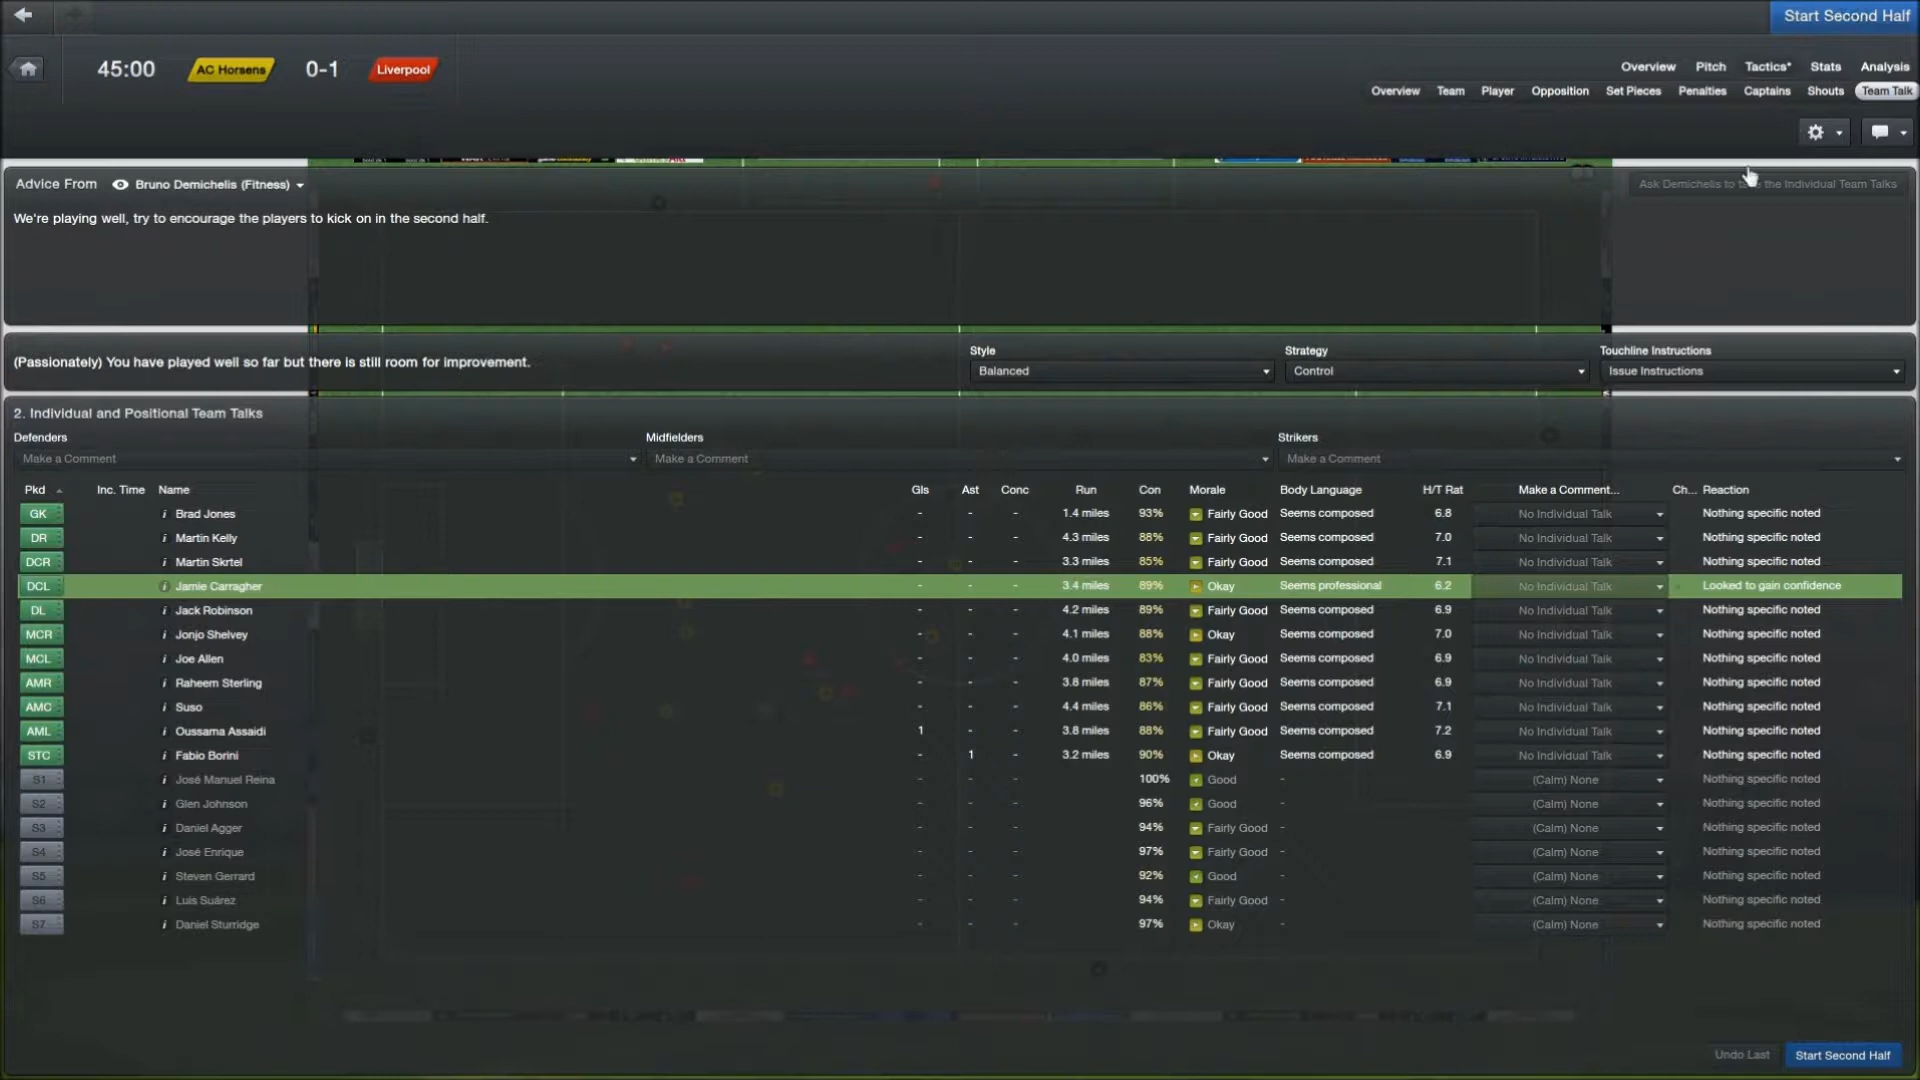 Start Second Half
45:00 AC Horsens 0-1 Liverpool
Overview Pitch Tactics* Stats Analysis
Overview Team Player Opposition Set Pieces Penalties Captains Shouts Team Talk
Advice From Bruno Demichelis (Fitness)
Ask Demichelis to the Individual Team Talks
We're playing well, try to encourage the players to kick on in the second half.
(Passionately) You have played well so far but there is still room for improvement.
Style Strategy Touchline Instructions
Balanced Control Issue Instructions
2. Individual and Positional Team Talks
Defenders Midfielders Strikers
Make a Comment Make a Comment Make a Comment
Pkd Inc. Time Name Gls Ast Conc Run Con Morale Body Language H/T Rat Make a Comment... Ch... Reaction
GK i Brad Jones - - - 1.4 miles 93% Fairly Good Seems composed 6.8 No Individual Talk Nothing specific noted
DR i Martin Kelly - - - 4.3 miles 88% Fairly Good Seems composed 7.0 No Individual Talk Nothing specific noted
DCR i Martin Skrtel - - - 3.3 miles 85% Fairly Good Seems composed 7.1 No Individual Talk Nothing specific noted
DCL i Jamie Carragher - - - 3.4 miles 89% Okay Seems professional 6.2 No Individual Talk Looked to gain confidence
DL i Jack Robinson - - - 4.2 miles 89% Fairly Good Seems composed 6.9 No Individual Talk Nothing specific noted
MCR i Jonjo Shelvey - - - 4.1 miles 88% Okay Seems composed 7.0 No Individual Talk Nothing specific noted
MCL i Joe Allen - - - 4.0 miles 83% Fairly Good Seems composed 6.9 No Individual Talk Nothing specific noted
AMR i Raheem Sterling - - - 3.8 miles 87% Fairly Good Seems composed 6.9 No Individual Talk Nothing specific noted
AMC i Suso - - - 4.4 miles 86% Fairly Good Seems composed 7.1 No Individual Talk Nothing specific noted
AML i Oussama Assaidi 1 - - 3.8 miles 88% Fairly Good Seems composed 7.2 No Individual Talk Nothing specific noted
STC i Fabio Borini - 1 - 3.2 miles 90% Okay Seems composed 6.9 No Individual Talk Nothing specific noted
S1 i José Manuel Reina - - - 100% Good - (Calm) None Nothing specific noted
S2 i Glen Johnson - - - 96% Good - (Calm) None Nothing specific noted
S3 i Daniel Agger - - - 94% Fairly Good - (Calm) None Nothing specific noted
S4 i José Enrique - - - 97% Fairly Good - (Calm) None Nothing specific noted
S5 i Steven Gerrard - - - 92% Good - (Calm) None Nothing specific noted
S6 i Luis Suárez - - - 94% Fairly Good - (Calm) None Nothing specific noted
S7 i Daniel Sturridge - - - 97% Okay - (Calm) None Nothing specific noted
Undo Last Start Second Half